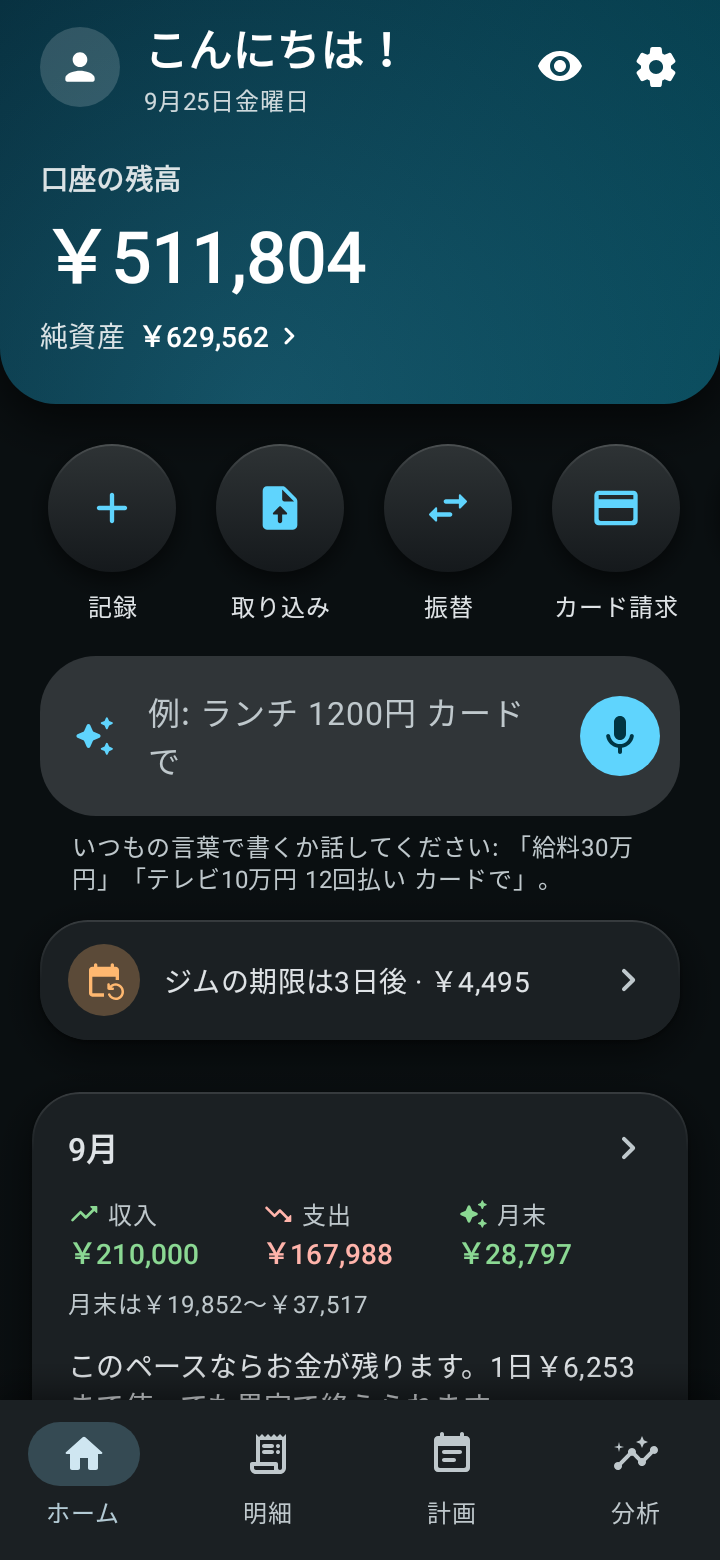 こんにちは！
9月25日金曜日
口座の残高
￥511,804
純資産 ￥629,562
記録 取り込み 振替 カード請求
例: ランチ 1200円 カード
で
いつもの言葉で書くか話してください: 「給料30万
円」「テレビ10万円 12回払い カードで」。
ジムの期限は3日後 · ￥4,495
9月
収入 支出 月末
￥210,000 ￥167,988 ￥28,797
月末は￥19,852～￥37,517
このペースならお金が残ります。1日￥6,253
ホーム 明細 計画 分析